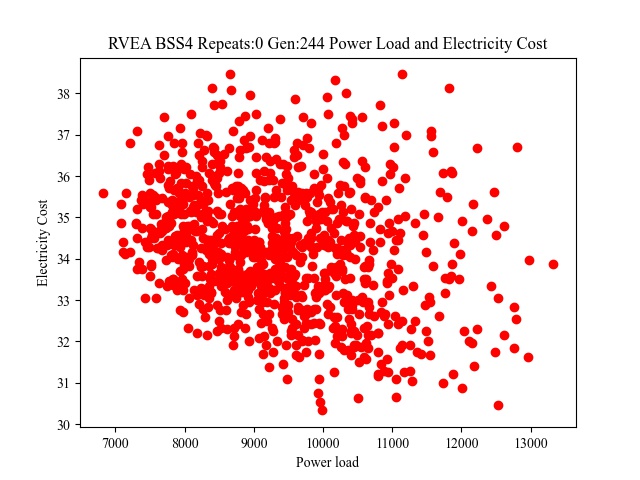 RVEA BSS4 Repeats:0 Gen:244 Power Load and Electricity Cost
38
37
36
35
34
33
32
31
30
Electricity Cost
7000 8000 9000 10000 11000 12000 13000
Power load